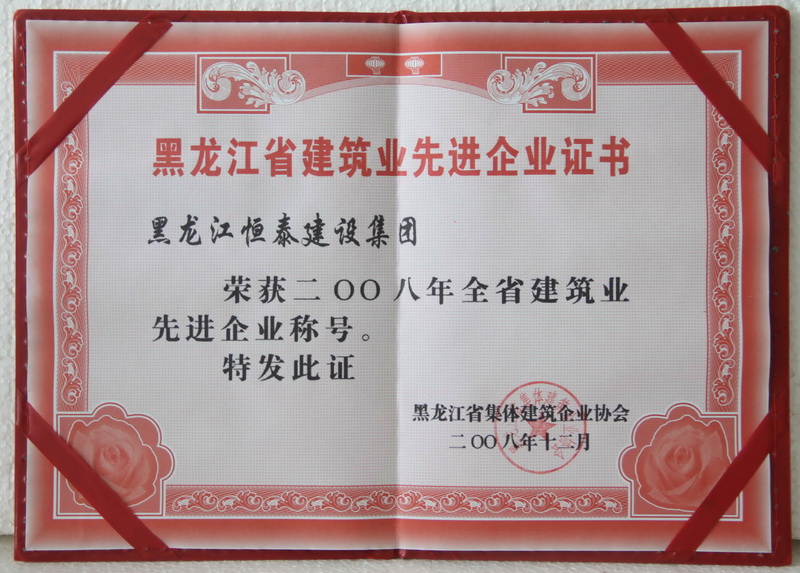 黑龙江省建筑业先进企业证书
黑龙江恒泰建设集团
荣获二OO八年全省建筑业
先进企业称号。
特发此证
黑龙江省集体建筑企业协会
二OO八年十二月